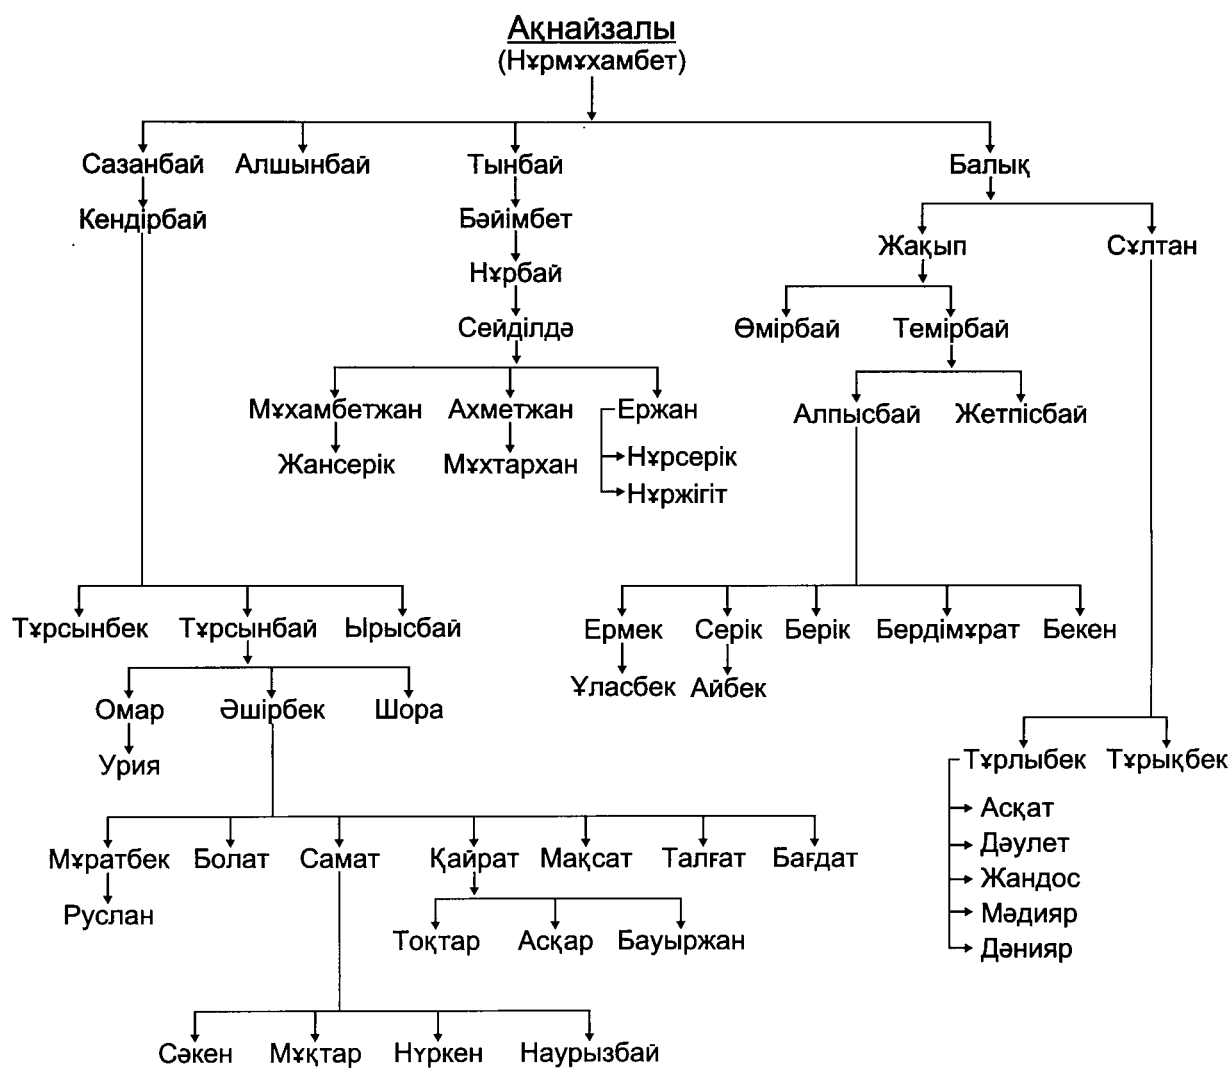 Ақнайзалы
(Нұрмұхамбет)
Сазанбай Алшынбай Тынбай Балық
Кендірбай Бәйімбет
Жақып Сұлтан
Нұрбай
Сейділдә Өмірбай Темірбай
Мұхамбетжан Ахметжан Ержан Алпысбай Жетпісбай
Жансерік Мұхтархан Нұрсерік
Нұржігіт
Тұрсынбек Тұрсынбай Ырысбай Ермек Серік Берік Бердімұрат Бекен
Ұласбек Айбек
Омар Әшірбек Шора
Урия Тұрлыбек Тұрықбек
Асқат
Дәулет
Мұратбек Болат Самат Қайрат Мақсат Талғат Бағдат
Жандос
Руслан Мәдияр
Тоқтар Асқар Бауыржан Дәнияр
Сәкен Мұқтар Нүркен Наурызбай